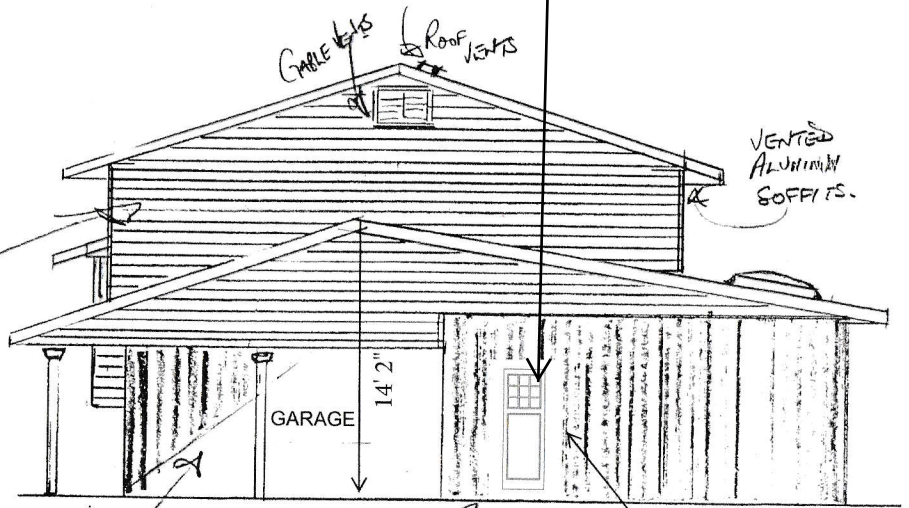 GABLE VENTS
ROOF
VENTS
VENTED
ALUMINUM
SOFFITS.
GARAGE
14' 2"